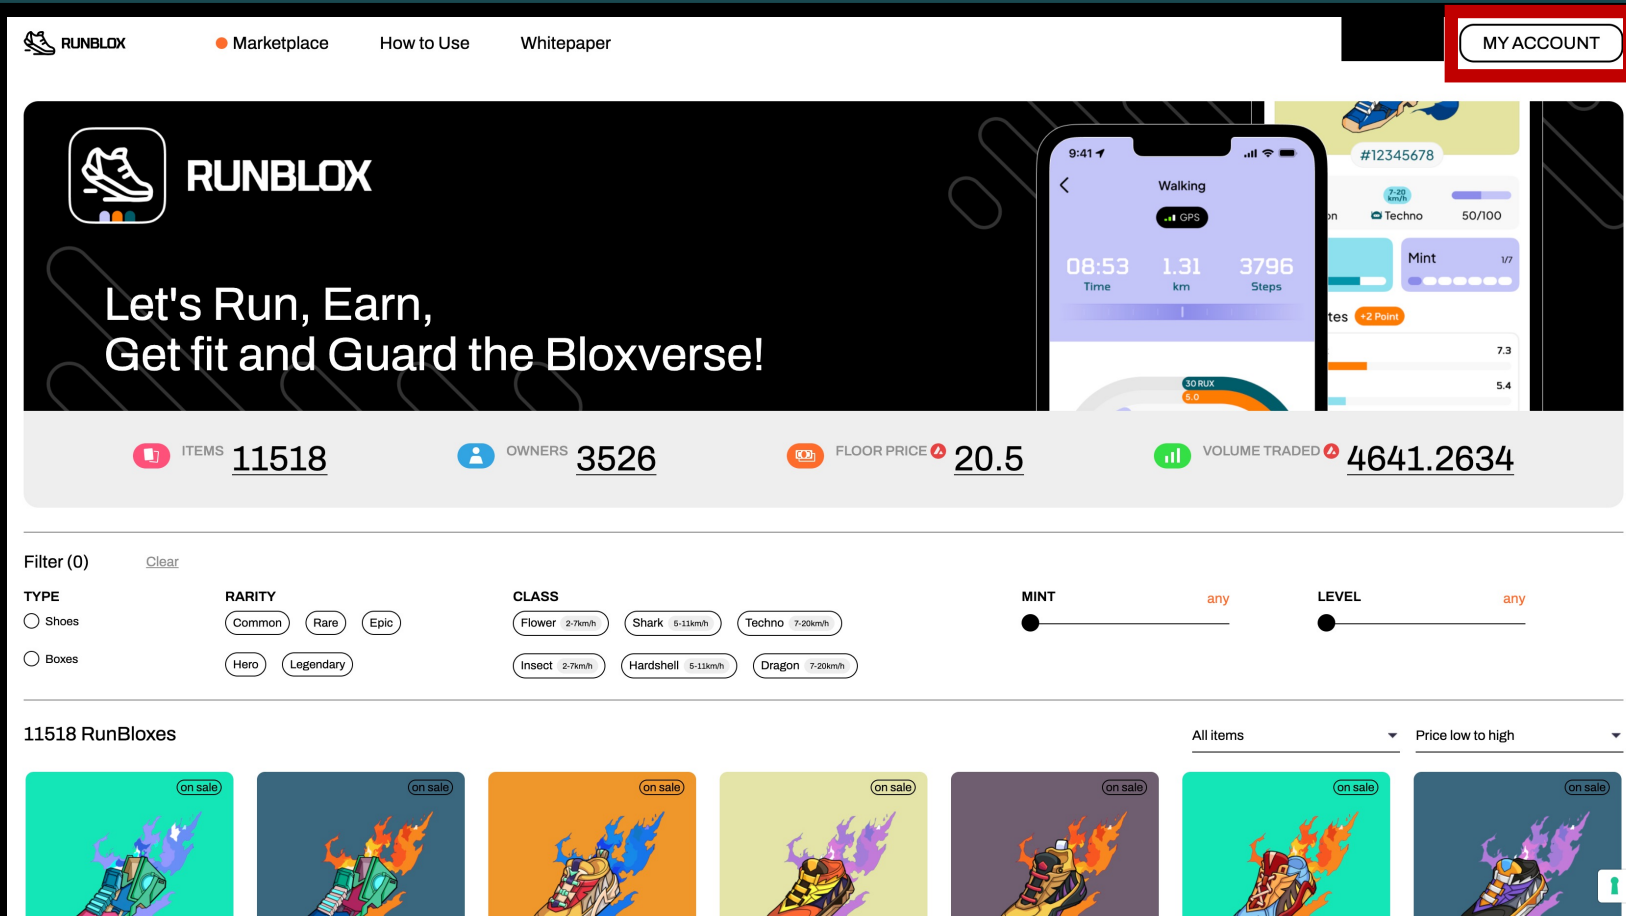 RUNBLOX
Marketplace
How to Use
Whitepaper
MY ACCOUNT
RUNBLOX
Let's Run, Earn,
Get fit and Guard the Bloxverse!
9:41
Walking
GPS
08:53 1.31 3796
Time km Steps
30 RUX
5.0
#12345678
7-20
km/h
on Techno 50/100
Mint 1/7
tes +2 Point
7.3
5.4
ITEMS 11518
OWNERS 3526
FLOOR PRICE 20.5
VOLUME TRADED 4641.2634
Filter (0) Clear
TYPE
Shoes
Boxes
RARITY
Common Rare Epic
Hero Legendary
CLASS
Flower 2-7km/h Shark 5-11km/h Techno 7-20km/h
Insect 2-7km/h Hardshell 5-11km/h Dragon 7-20km/h
MINT any
LEVEL any
11518 RunBloxes
All items
Price low to high
on sale
on sale
on sale
on sale
on sale
on sale
on sale